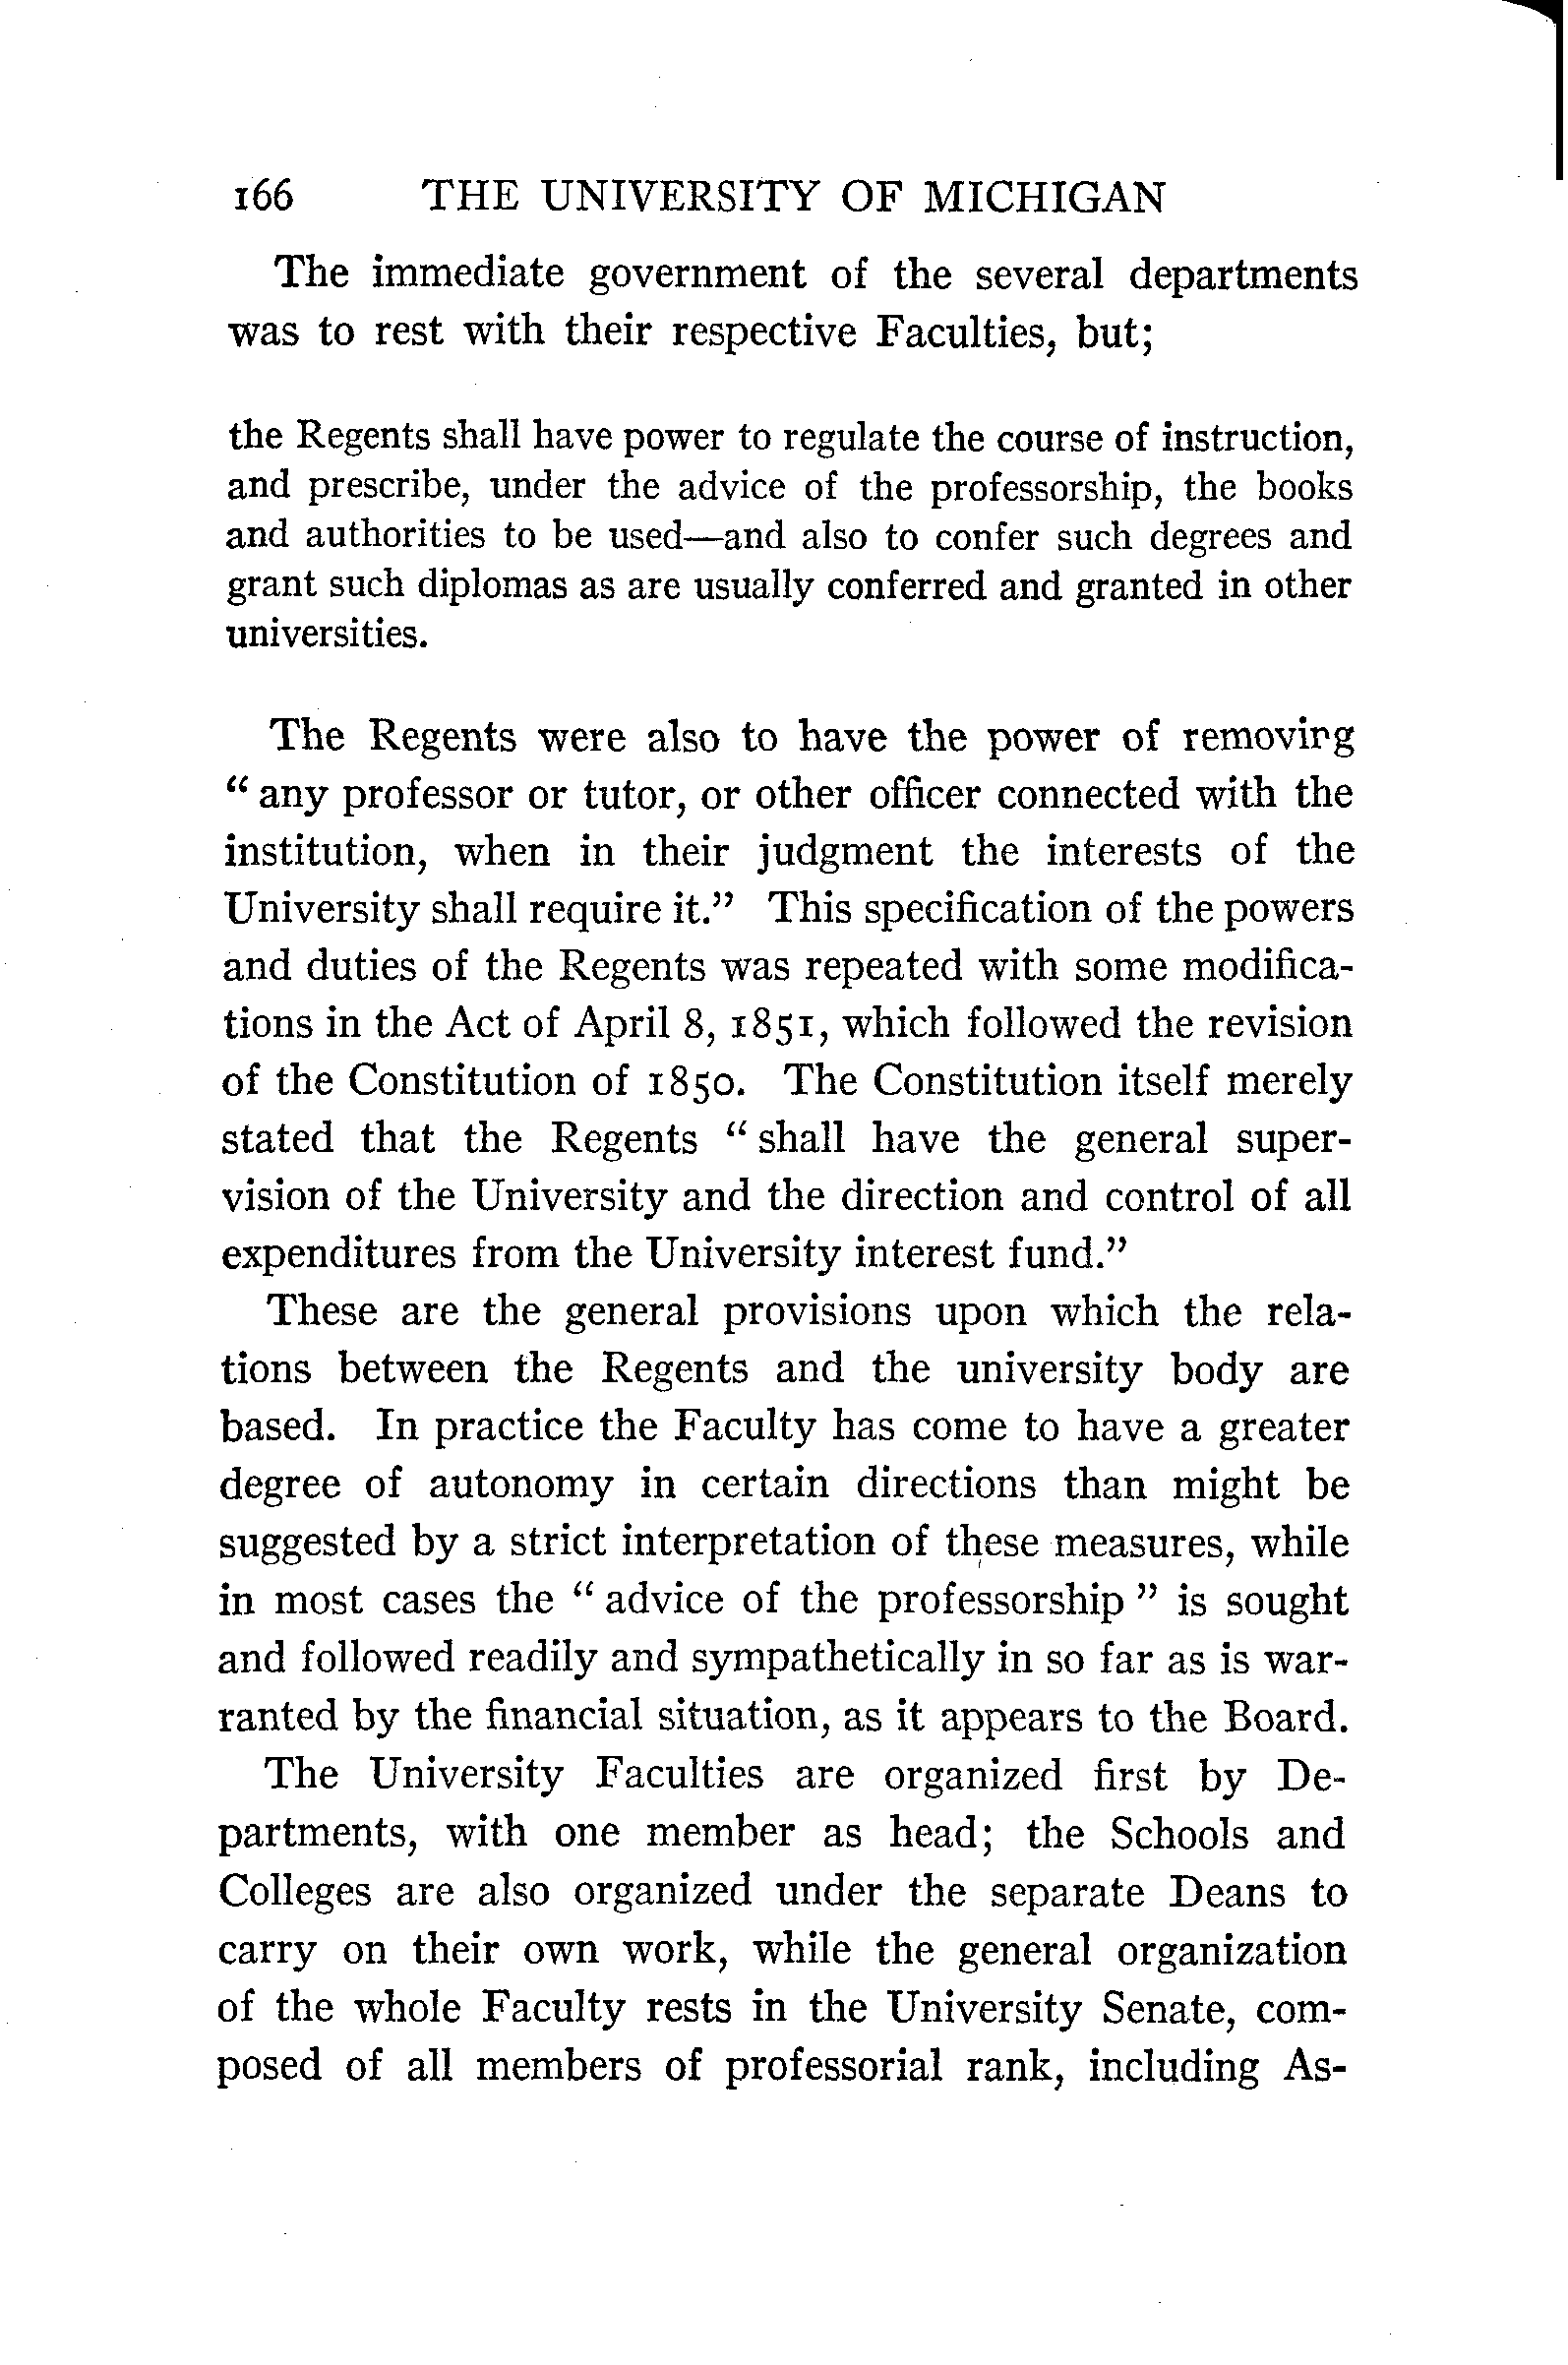 166 THE UNIVERSITY OF MICHIGAN
The immediate government of the several departments
was to rest with their respective Faculties, but;
the Regents shall have power to regulate the course of instruction,
and prescribe, under the advice of the professorship, the books
and authorities to be used—and also to confer such degrees and
grant such diplomas as are usually conferred and granted in other
universities.
The Regents were also to have the power of removing
" any professor or tutor, or other officer connected with the
institution, when in their judgment the interests of the
University shall require it." This specification of the powers
and duties of the Regents was repeated with some modifica-
tions in the Act of April 8, 1851, which followed the revision
of the Constitution of 1850. The Constitution itself merely
stated that the Regents " shall have the general super-
vision of the University and the direction and control of all
expenditures from the University interest fund."
These are the general provisions upon which the rela-
tions between the Regents and the university body are
based. In practice the Faculty has come to have a greater
degree of autonomy in certain directions than might be
suggested by a strict interpretation of these measures, while
in most cases the " advice of the professorship " is sought
and followed readily and sympathetically in so far as is war-
ranted by the financial situation, as it appears to the Board.
The University Faculties are organized first by De-
partments, with one member as head; the Schools and
Colleges are also organized under the separate Deans to
carry on their own work, while the general organization
of the whole Faculty rests in the University Senate, com-
posed of all members of professorial rank, including As-